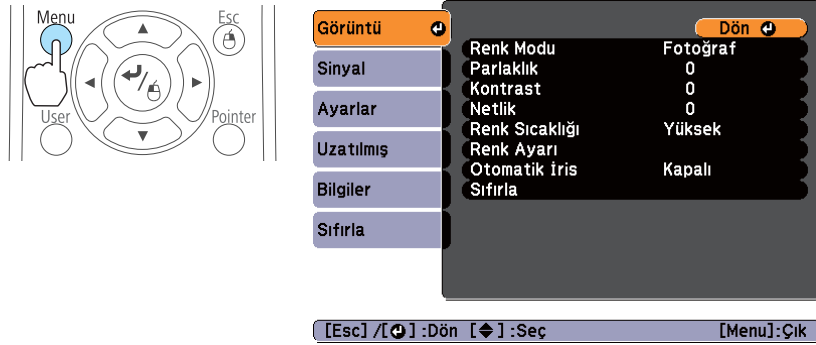 Menu
Esc
User
Pointer
Görüntü
Sinyal
Ayarlar
Uzatılmış
Bilgiler
Sıfırla
Dön
Renk Modu Fotoğraf
Parlaklık 0
Kontrast 0
Netlik 0
Renk Sıcaklığı Yüksek
Renk Ayarı
Otomatik İris Kapalı
Sıfırla
[Esc] /[ ] :Dön [ ] :Seç [Menu]:Çık